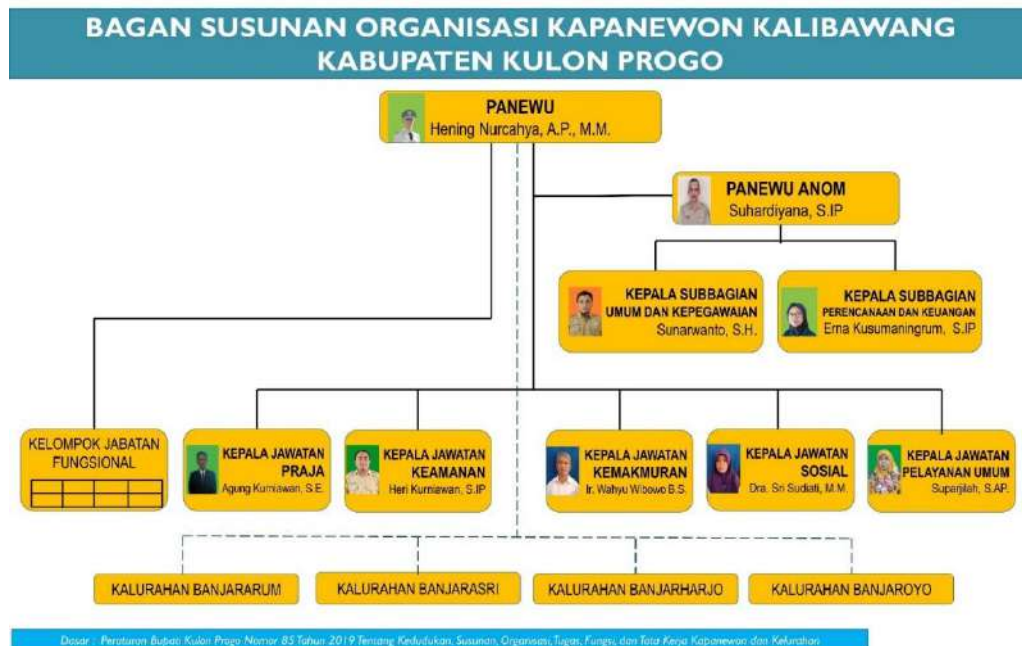 BAGAN SUSUNAN ORGANISASI KAPANEWON KALIBAWANG
KABUPATEN KULON PROGO
PANEWU
Hening Nurcahya, A.P., M.M.
PANEWU ANOM
Suhardiyana, S.IP
KEPALA SUBBAGIAN
UMUM DAN KEPEGAWAIAN
Sunarwanto, S.H.
KEPALA SUBBAGIAN
PERENCANAAN DAN KEUANGAN
Erna Kusumaningrum, S.IP
KELOMPOK JABATAN
FUNGSIONAL
KEPALA JAWATAN
PRAJA
Agung Kurniawan, S.E.
KEPALA JAWATAN
KEAMANAN
Heri Kurniawan, S.IP
KEPALA JAWATAN
KEMAKMURAN
Ir. Wahyu Wibowo B.S.
KEPALA JAWATAN
SOSIAL
Dra. Sri Sudiati, M.M.
KEPALA JAWATAN
PELAYANAN UMUM
Suparjilah, S.AP.
KALURAHAN BANJARARUM
KALURAHAN BANJARASRI
KALURAHAN BANJARHARJO
KALURAHAN BANJAROYO
Dasar : Peraturan Bupati Kulon Progo Nomor 85 Tahun 2019 Tentang Kedudukan, Susunan, Organisasi, Tugas, Fungsi, dan Tata Kerja Kapanewon dan Kelurahan